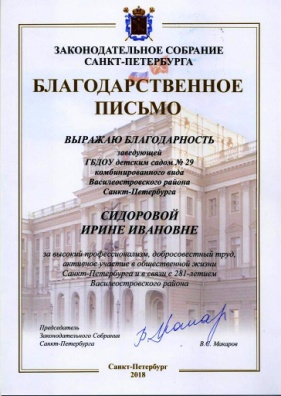 ЗАКОНОДАТЕЛЬНОЕ СОБРАНИЕ
САНКТ-ПЕТЕРБУРГА
БЛАГОДАРСТВЕННОЕ
ПИСЬМО
ВЫРАЖАЮ БЛАГОДАРНОСТЬ
заведующей
ГБДОУ детским садом № 29
комбинированного вида
Василеостровского района
Санкт-Петербурга
СИДОРОВОЙ
ИРИНЕ ИВАНОВНЕ
за высокий профессионализм, добросовестный труд,
активное участие в общественной жизни
Санкт-Петербурга и в связи с 281-летием
Василеостровского района
Председатель
Законодательного Собрания
Санкт-Петербурга
В.С. Макаров
Санкт-Петербург
2018